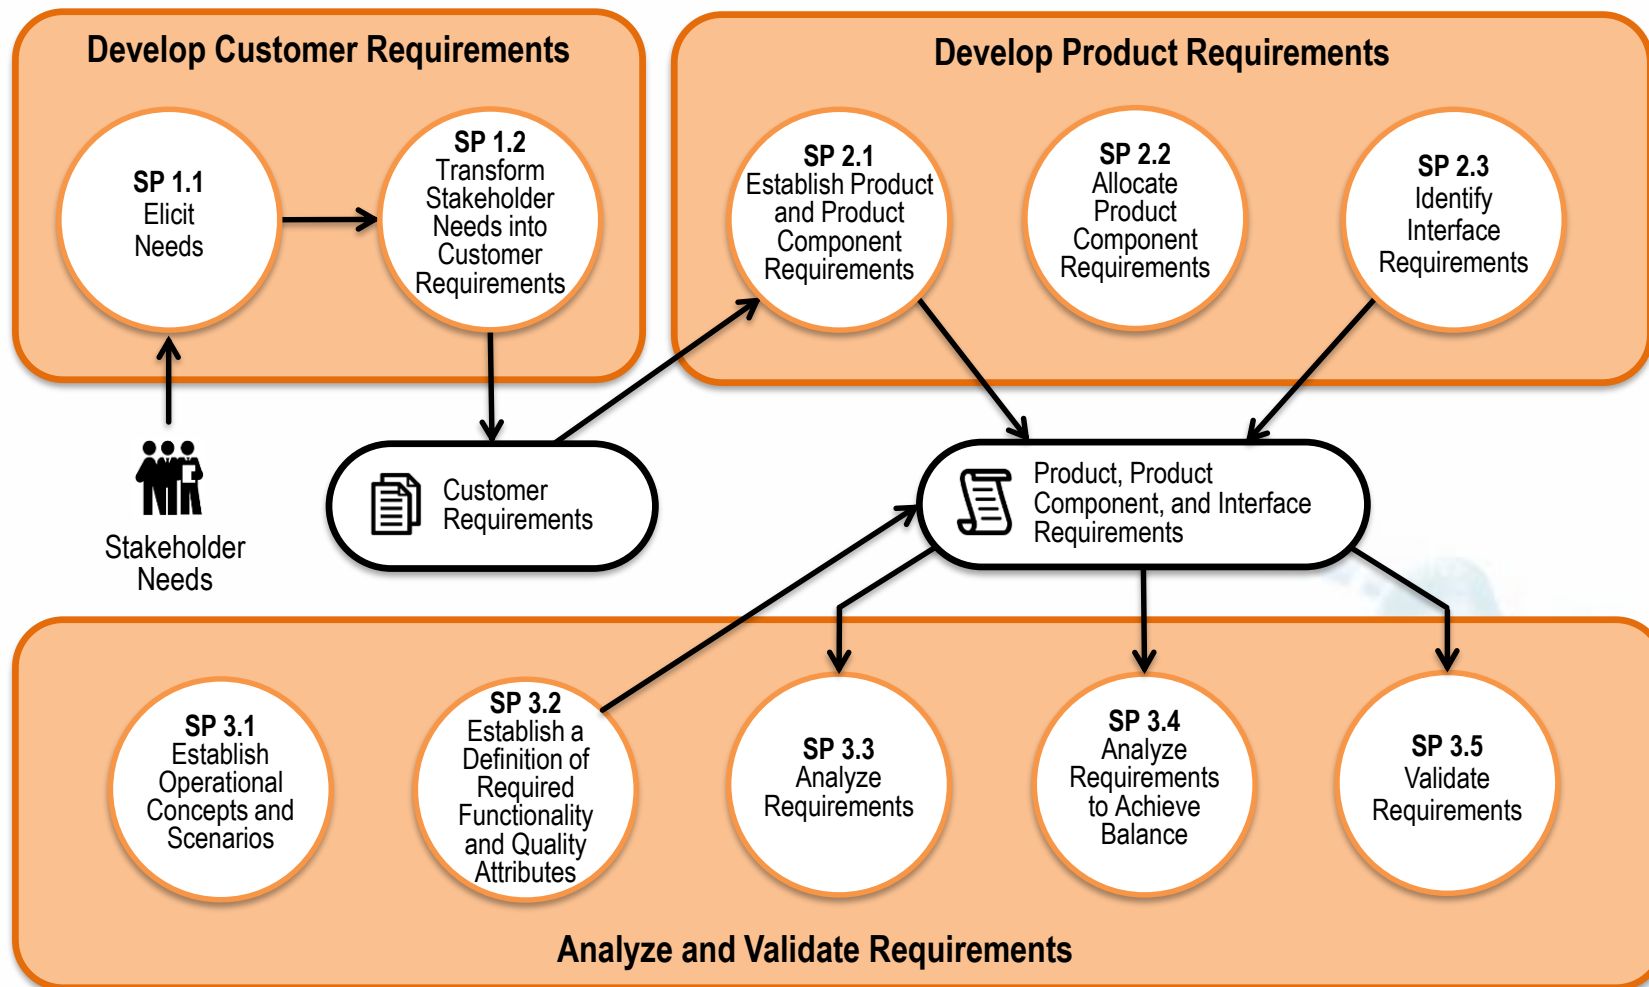 Develop Customer Requirements
SP 1.1
Elicit
Needs
SP 1.2
Transform
Stakeholder
Needs into
Customer
Requirements
Develop Product Requirements
SP 2.1
Establish Product
and Product
Component
Requirements
SP 2.2
Allocate
Product
Component
Requirements
SP 2.3
Identify
Interface
Requirements
Stakeholder
Needs
Customer
Requirements
Product, Product
Component, and Interface
Requirements
SP 3.1
Establish
Operational
Concepts and
Scenarios
SP 3.2
Establish a
Definition of
Required
Functionality
and Quality
Attributes
SP 3.3
Analyze
Requirements
SP 3.4
Analyze
Requirements
to Achieve
Balance
SP 3.5
Validate
Requirements
Analyze and Validate Requirements